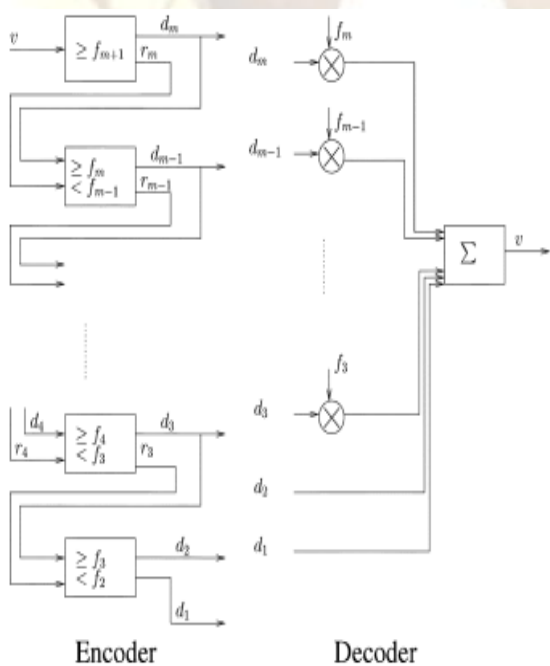 v
≥ f_{m+1}
d_m
r_m
≥ f_m
< f_{m-1}
d_{m-1}
r_{m-1}
d_4
r_4
≥ f_4
< f_3
d_3
r_3
≥ f_3
< f_2
d_2
d_1
Encoder
f_m
d_m
f_{m-1}
d_{m-1}
∑
v
f_3
d_3
d_2
d_1
Decoder